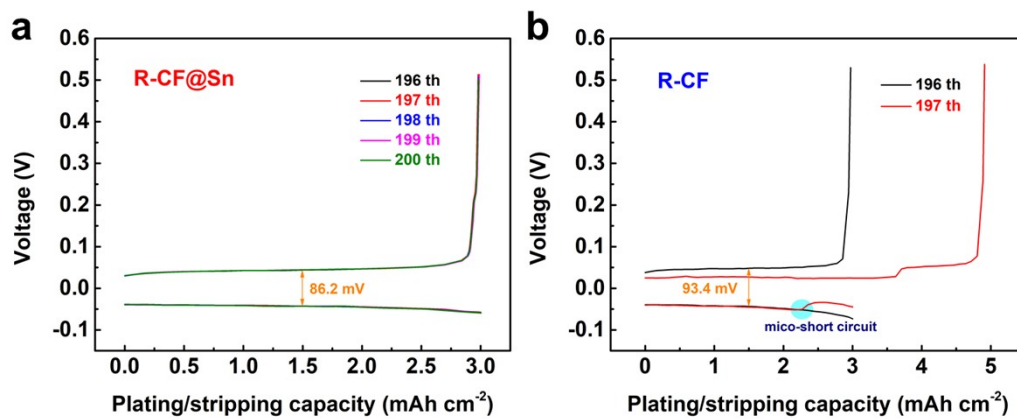 a
R-CF@Sn
196 th
197 th
198 th
199 th
200 th
86.2 mV
Voltage (V)
0.6
0.5
0.4
0.3
0.2
0.1
0.0
-0.1
0.0 0.5 1.0 1.5 2.0 2.5 3.0
Plating/stripping capacity (mAh cm-2)
b
R-CF
196 th
197 th
93.4 mV
mico-short circuit
Voltage (V)
0.6
0.5
0.4
0.3
0.2
0.1
0.0
-0.1
0 1 2 3 4 5
Plating/stripping capacity (mAh cm-2)